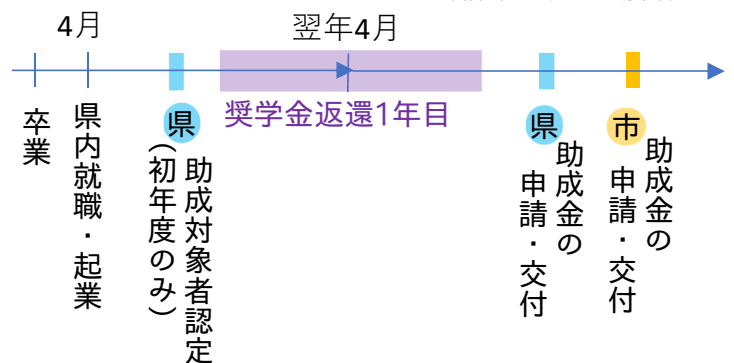 4月
翌年4月
卒業
県内就職・起業
県
助成対象者認定
(初年度のみ)
奨学金返還1年目
県
助成金の
申請・交付
市
助成金の
申請・交付